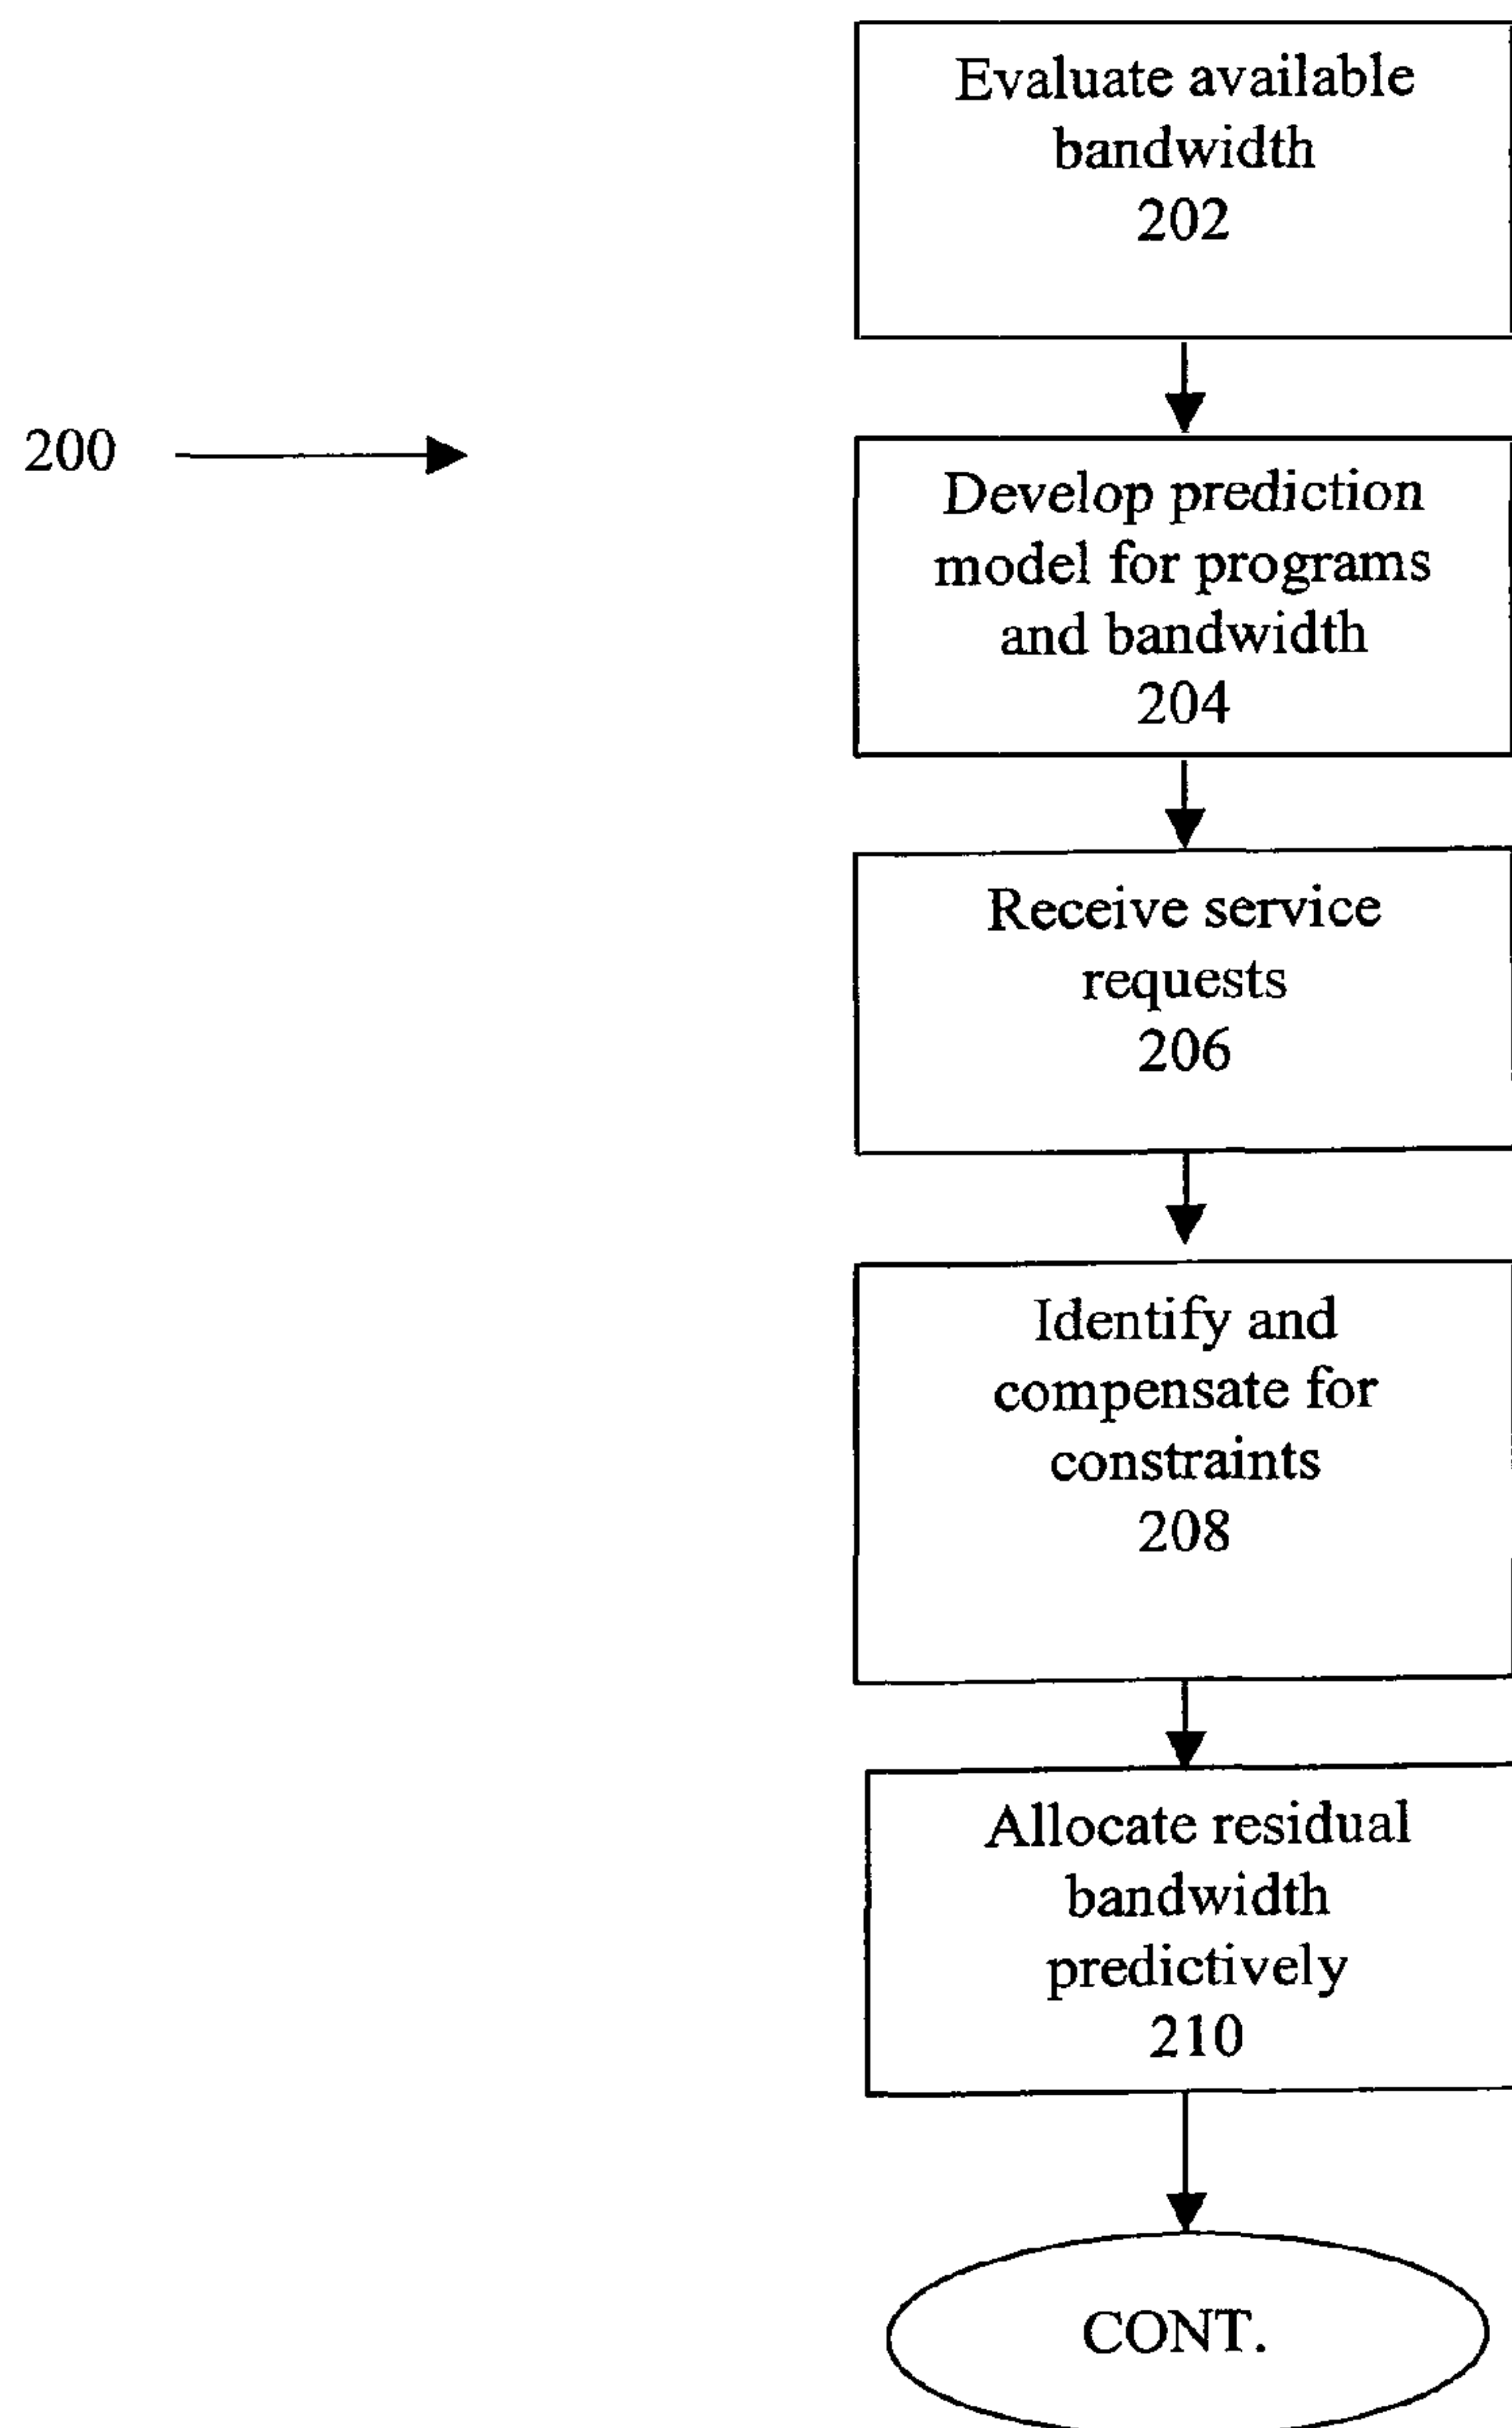 Evaluate available
bandwidth
202
200
Develop prediction
model for programs
and bandwidth
204
Receive service
requests
206
Identify and
compensate for
constraints
208
Allocate residual
bandwidth
predictively
210
CONT.